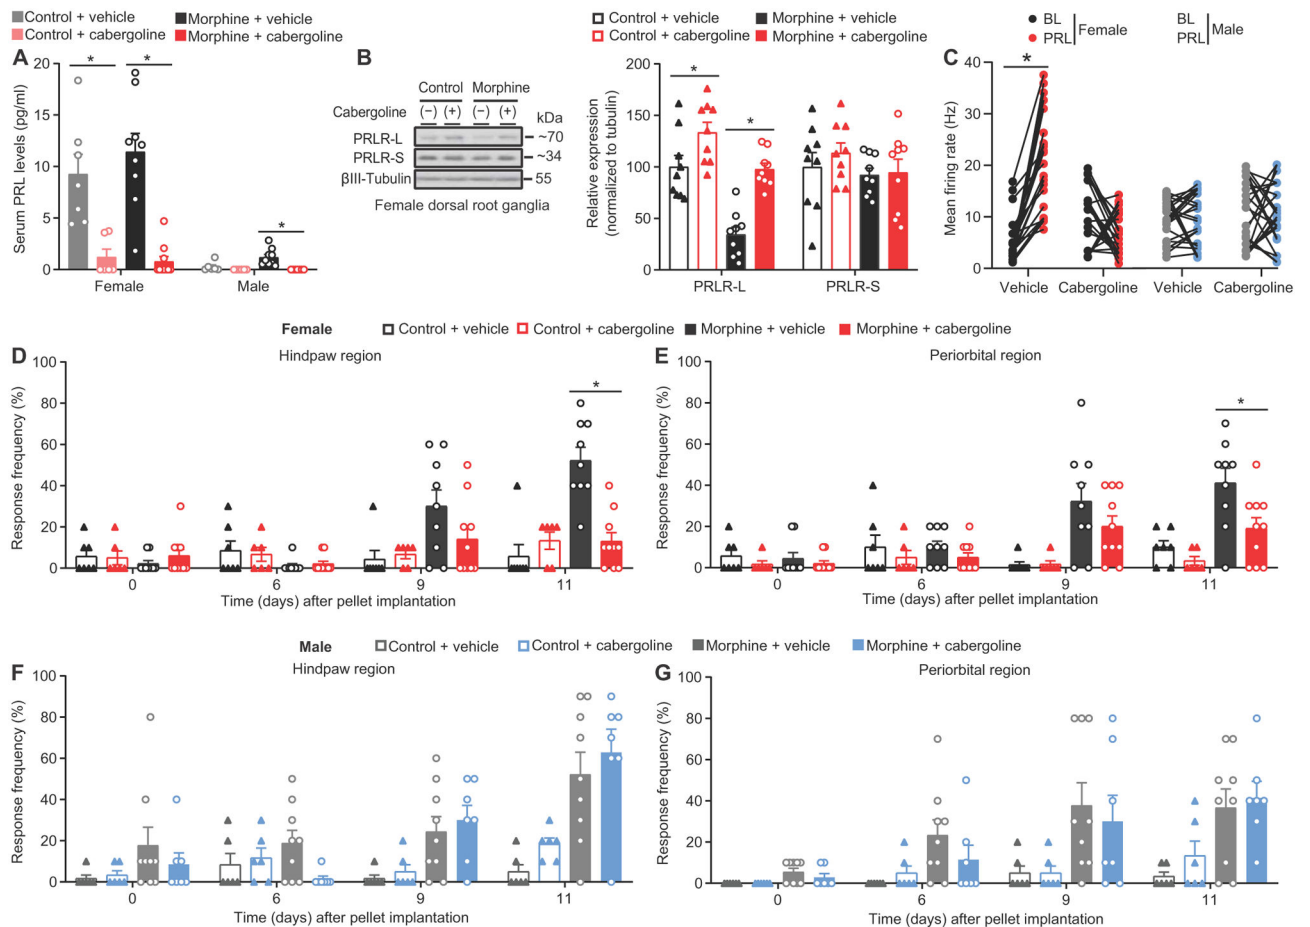 Control + vehicle Morphine + vehicle
Control + cabergoline Morphine + cabergoline
A
Serum PRL levels (pg/ml)
20
15
10
5
0
* * *
Female Male
B
Control Morphine
Cabergoline (−) (+) (−) (+) kDa
PRLR-L ~70
PRLR-S ~34
βIII-Tubulin 55
Female dorsal root ganglia
Control + vehicle Morphine + vehicle
Control + cabergoline Morphine + cabergoline
Relative expression
(normalized to tubulin)
200
150
100
50
0
* *
PRLR-L PRLR-S
BL BL
PRL Female PRL Male
C
Mean firing rate (Hz)
40
30
20
10
0
*
Vehicle Cabergoline Vehicle Cabergoline
Female Control + vehicle Control + cabergoline Morphine + vehicle Morphine + cabergoline
D
Hindpaw region
Response frequency (%)
100
80
60
40
20
0
*
0 6 9 11
Time (days) after pellet implantation
E
Periorbital region
Response frequency (%)
100
80
60
40
20
0
*
0 6 9 11
Time (days) after pellet implantation
Male Control + vehicle Control + cabergoline Morphine + vehicle Morphine + cabergoline
F
Hindpaw region
Response frequency (%)
100
80
60
40
20
0
0 6 9 11
Time (days) after pellet implantation
G
Periorbital region
Response frequency (%)
100
80
60
40
20
0
0 6 9 11
Time (days) after pellet implantation